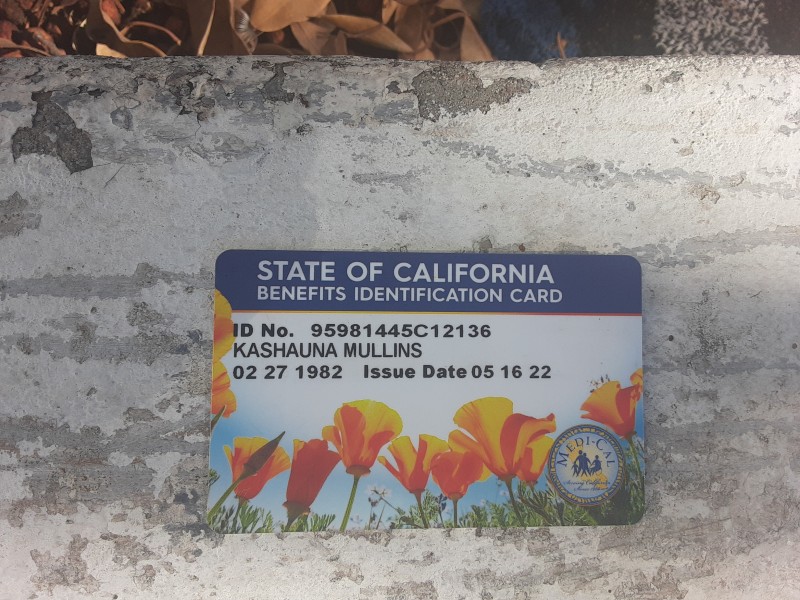 STATE OF CALIFORNIA
BENEFITS IDENTIFICATION CARD
ID No. 95981445C12136
KASHAUNA MULLINS
02 27 1982 Issue Date 05 16 22
MEDI-CAL